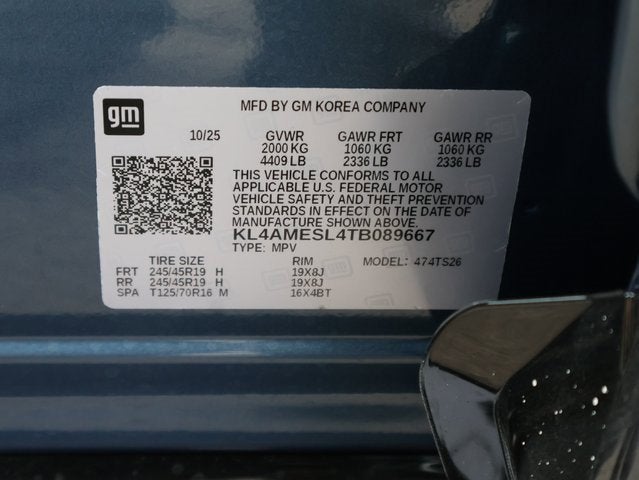 gm
MFD BY GM KOREA COMPANY
10/25 GVWR GAWR FRT GAWR RR
2000 KG 1060 KG 1060 KG
4409 LB 2336 LB 2336 LB
THIS VEHICLE CONFORMS TO ALL
APPLICABLE U.S. FEDERAL MOTOR
VEHICLE SAFETY AND THEFT PREVENTION
STANDARDS IN EFFECT ON THE DATE OF
MANUFACTURE SHOWN ABOVE.
KL4AMESL4TB089667
TYPE: MPV
TIRE SIZE RIM MODEL: 474TS26
FRT 245/45R19 H 19X8J
RR 245/45R19 H 19X8J
SPA T125/70R16 M 16X4BT